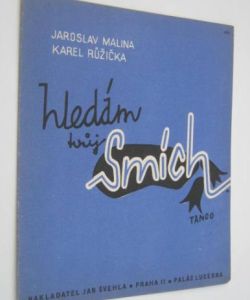 JAROSLAV MALINA
KAREL RŮŽIČKA
hledám
tvůj
Smích
TANGO
NAKLADATEL JAN ŠVEHLA • PRAHA II • PALÁC LUCERNA